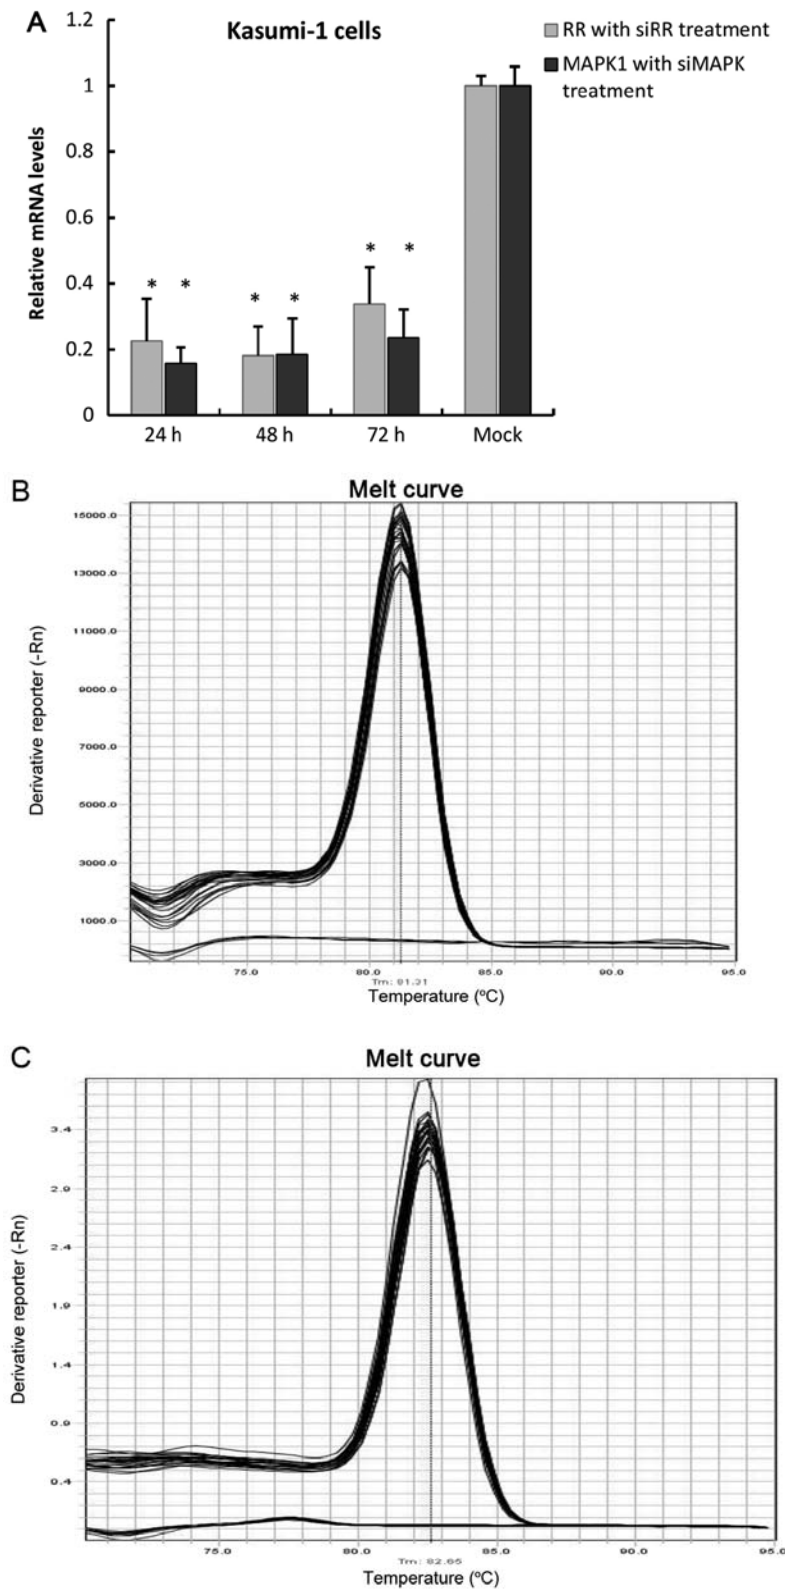 A
Kasumi-1 cells
RR with siRR treatment
MAPK1 with siMAPK
treatment
Relative mRNA levels
1.2
1
0.8
0.6
0.4
0.2
0
* *
* *
* *
24 h 48 h 72 h Mock
B
Melt curve
Derivative reporter (-Rn)
15000.0
13000.0
11000.0
9000.0
7000.0
5000.0
3000.0
1000.0
75.0 80.0 85.0 90.0 95.0
Tm: 81.31
Temperature (ºC)
C
Melt curve
Derivative reporter (-Rn)
3.4
2.9
2.4
1.9
1.4
0.9
0.4
75.0 80.0 85.0 90.0 95.0
Tm: 82.65
Temperature (ºC)